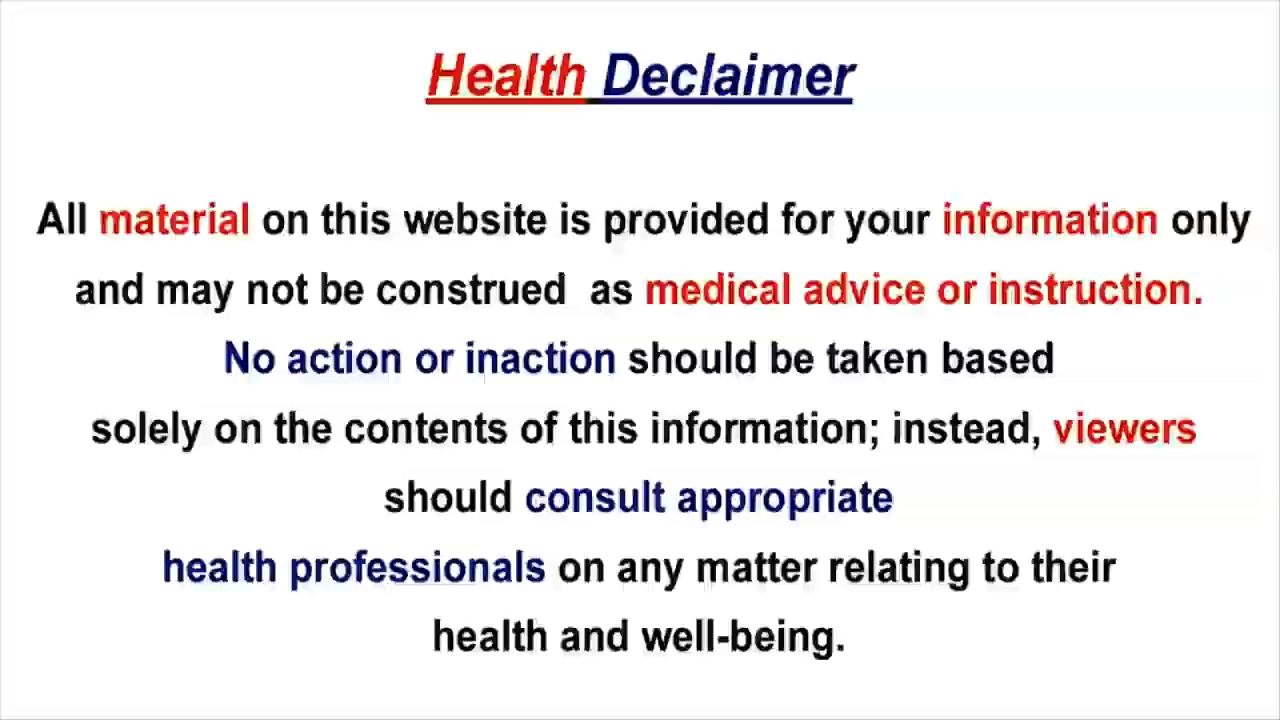 Health Declaimer
All material on this website is provided for your information only
and may not be construed  as medical advice or instruction.
No action or inaction should be taken based
solely on the contents of this information; instead, viewers
should consult appropriate
health professionals on any matter relating to their
health and well-being.